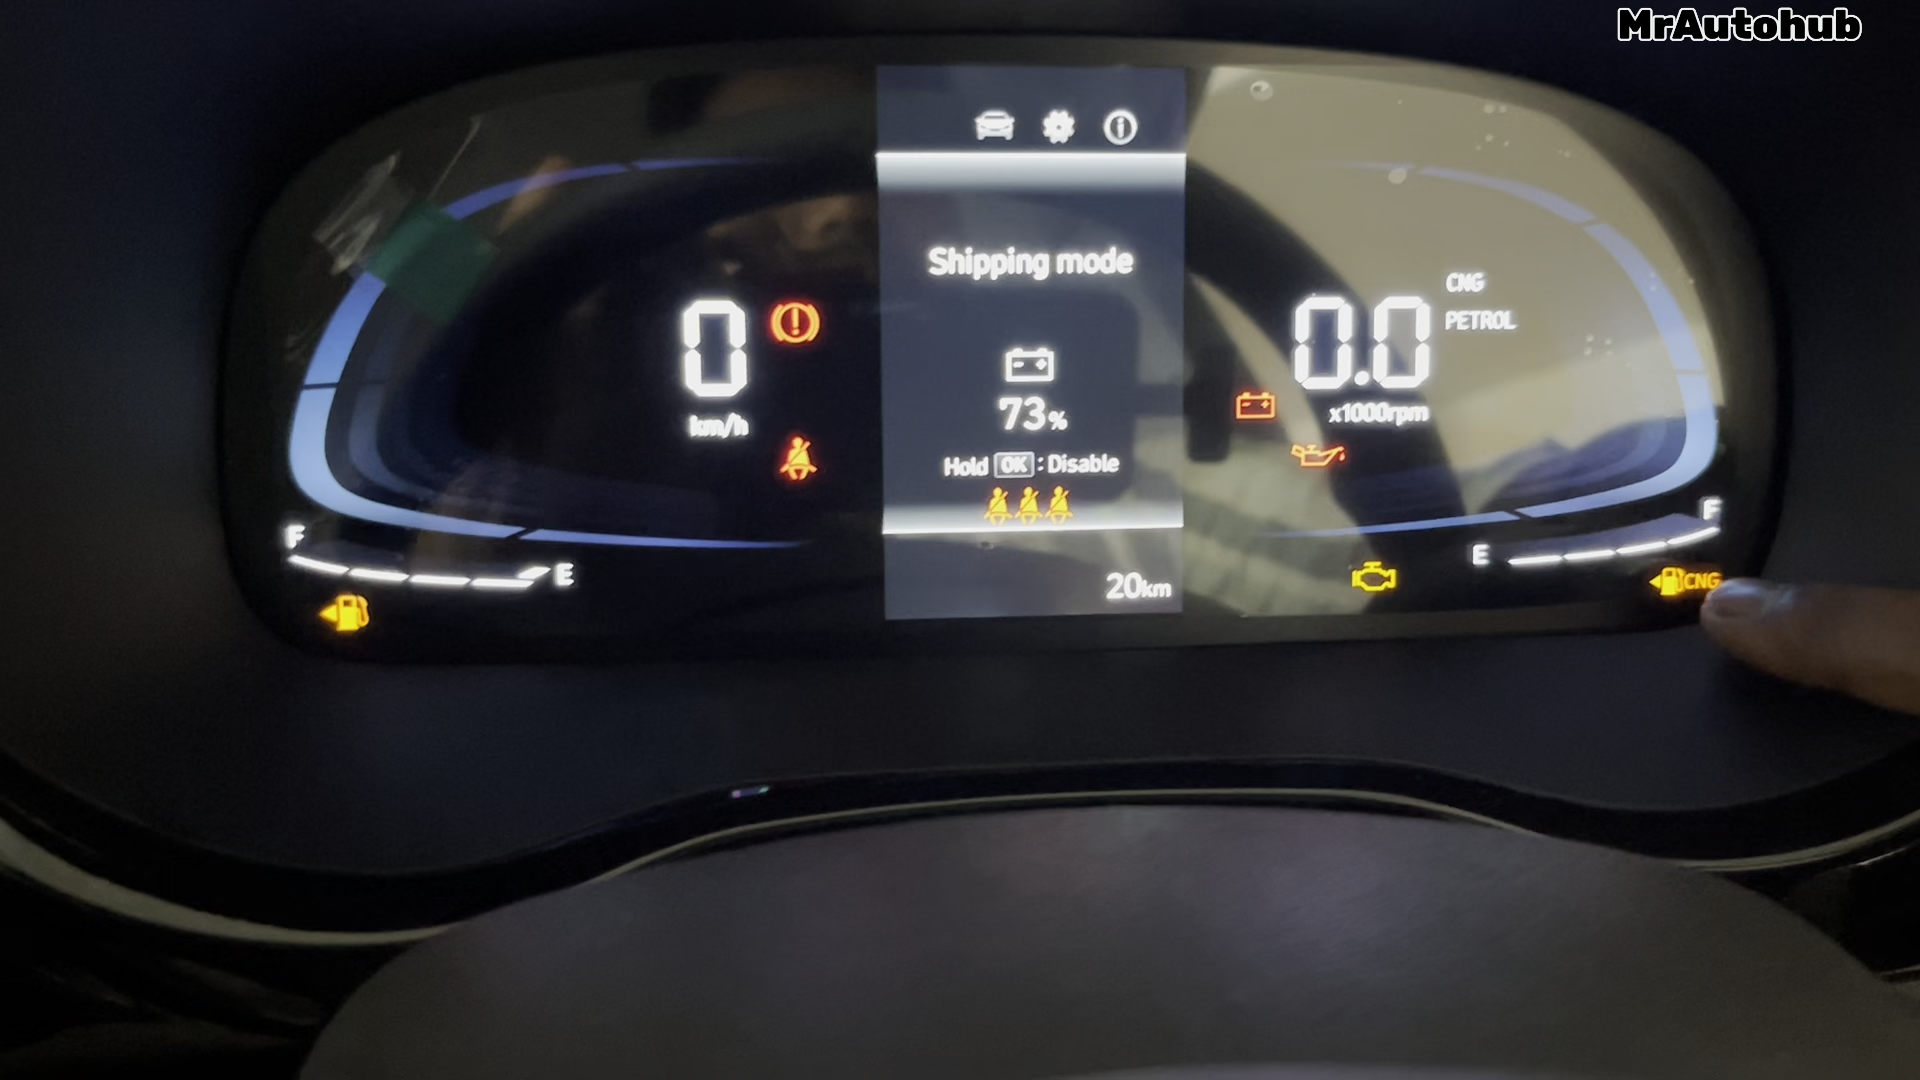 MrAutohub
Shipping mode
CNG
PETROL
0
0.0
km/h
x1000rpm
73%
Hold OK : Disable
F
E
E
F
CNG
20km